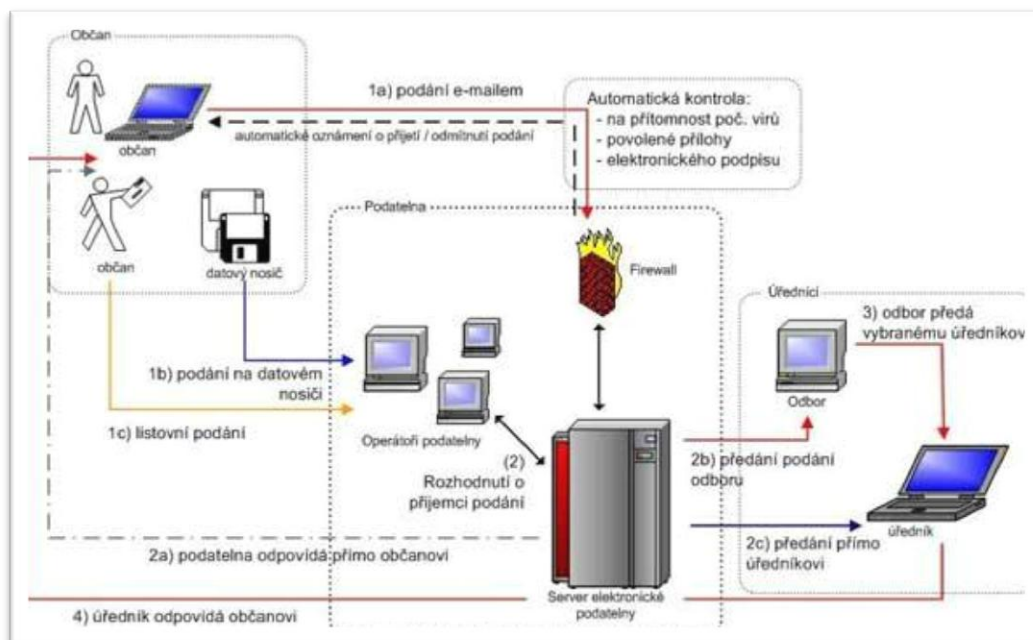 Občan
občan
1a) podání e-mailem
automatické oznámení o přijetí / odmítnutí podání
Automatická kontrola:
- na přítomnost poč. virů
- povolené přílohy
- elektronického podpisu
občan
datový nosič
Podatelna
Firewall
1b) podání na datovém
nosiči
1c) listovní podání
Operátoři podatelny
(2)
Rozhodnutí o
příjemci podání
Úředníci
3) odbor předá
vybranému úředníkov
Odbor
2b) předání podání
odboru
úředník
2c) předání přímo
úředníkovi
2a) podatelna odpovídá přímo občanovi
Server elektronické
podatelny
4) úředník odpovídá občanovi